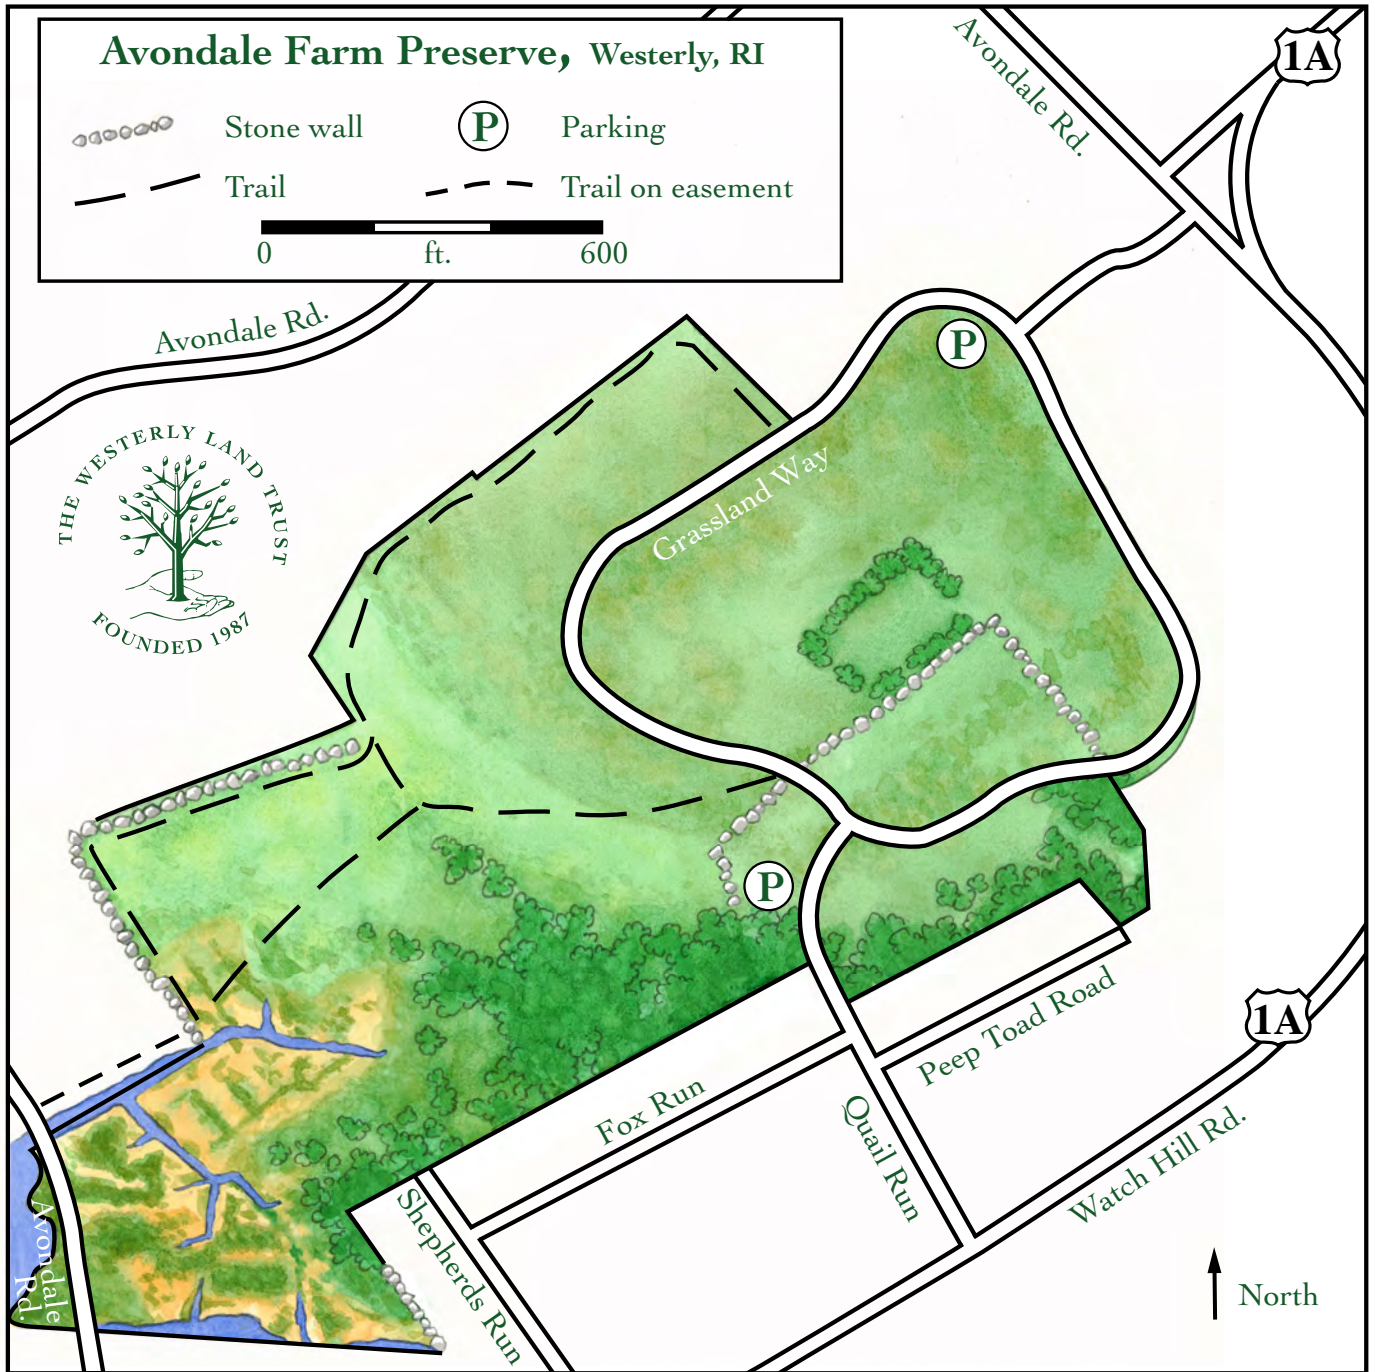 Avondale Farm Preserve, Westerly, RI
Stone wall
P
Parking
Trail
Trail on easement
0 ft. 600
Avondale Rd.
1A
Avondale Rd.
P
THE WESTERLY LAND TRUST
FOUNDED 1987
Grassland Way
P
Peep Toad Road
1A
Fox Run
Quail Run
Watch Hill Rd.
Shepherds Run
Avondale
Rd.
North